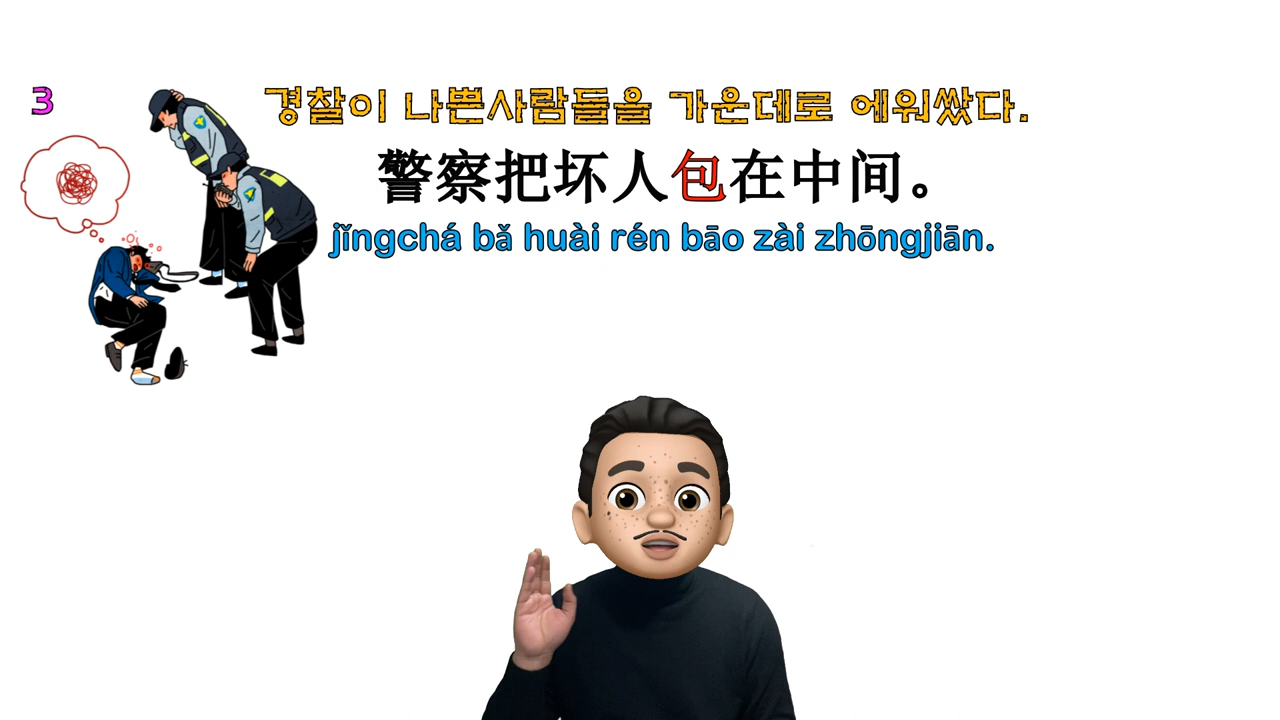 3
경찰이 나쁜사람들을 가운데로 에워쌌다.
警察把坏人包在中间。
jǐngchá bǎ huài rén bāo zài zhōngjiān.